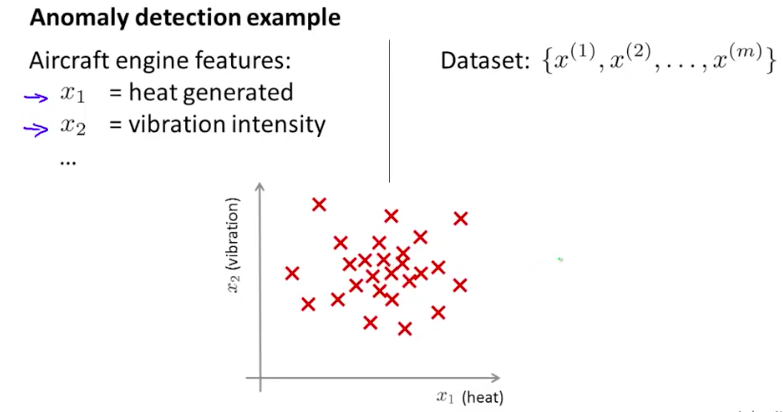 Anomaly detection example
Aircraft engine features:
x₁ = heat generated
x₂ = vibration intensity
...
Dataset: {x⁽¹⁾, x⁽²⁾, . . . , x⁽ᵐ⁾}
x₂ (vibration)
x₁ (heat)